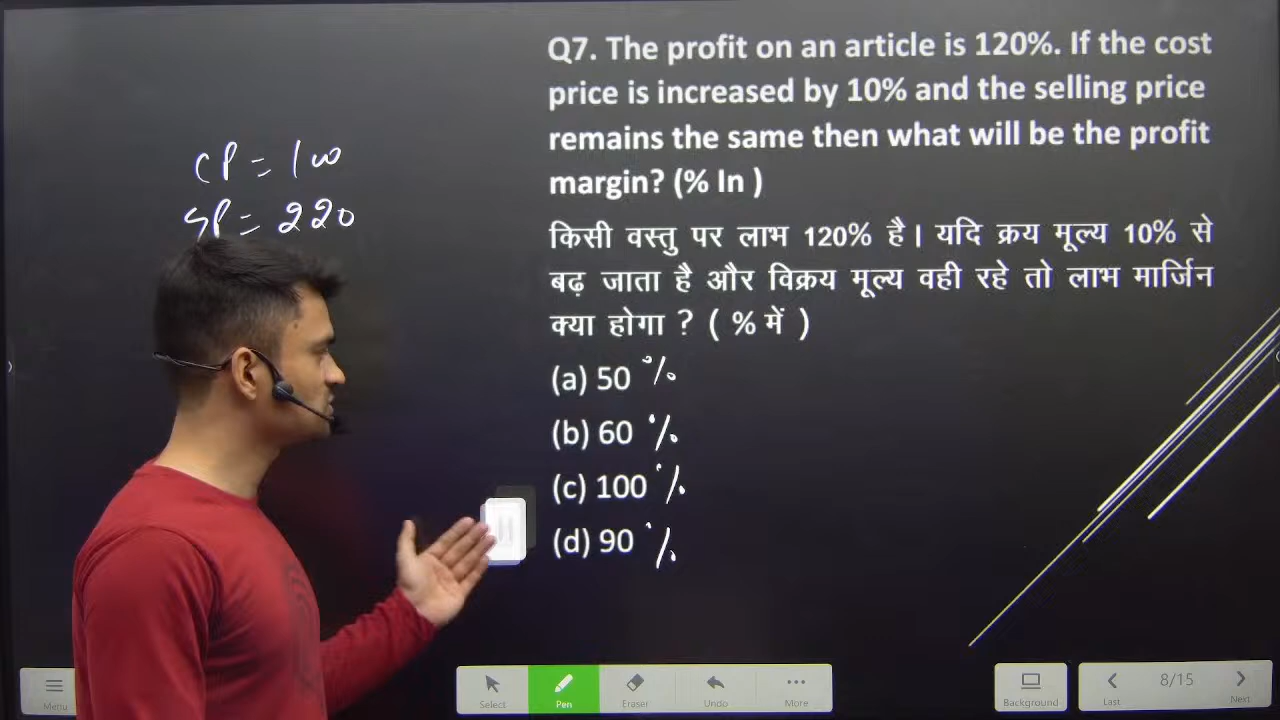 Q7. The profit on an article is 120%. If the cost
price is increased by 10% and the selling price
remains the same then what will be the profit
margin? (% In )
CP = 100
SP = 220
किसी वस्तु पर लाभ 120% है। यदि क्रय मूल्य 10% से
बढ़ जाता है और विक्रय मूल्य वही रहे तो लाभ मार्जिन
क्या होगा ? ( % में )
(a) 50 %
(b) 60 %
(c) 100 %
(d) 90 %
Menu
Select
Pen
Eraser
Undo
More
Background
Last
8/15
Next